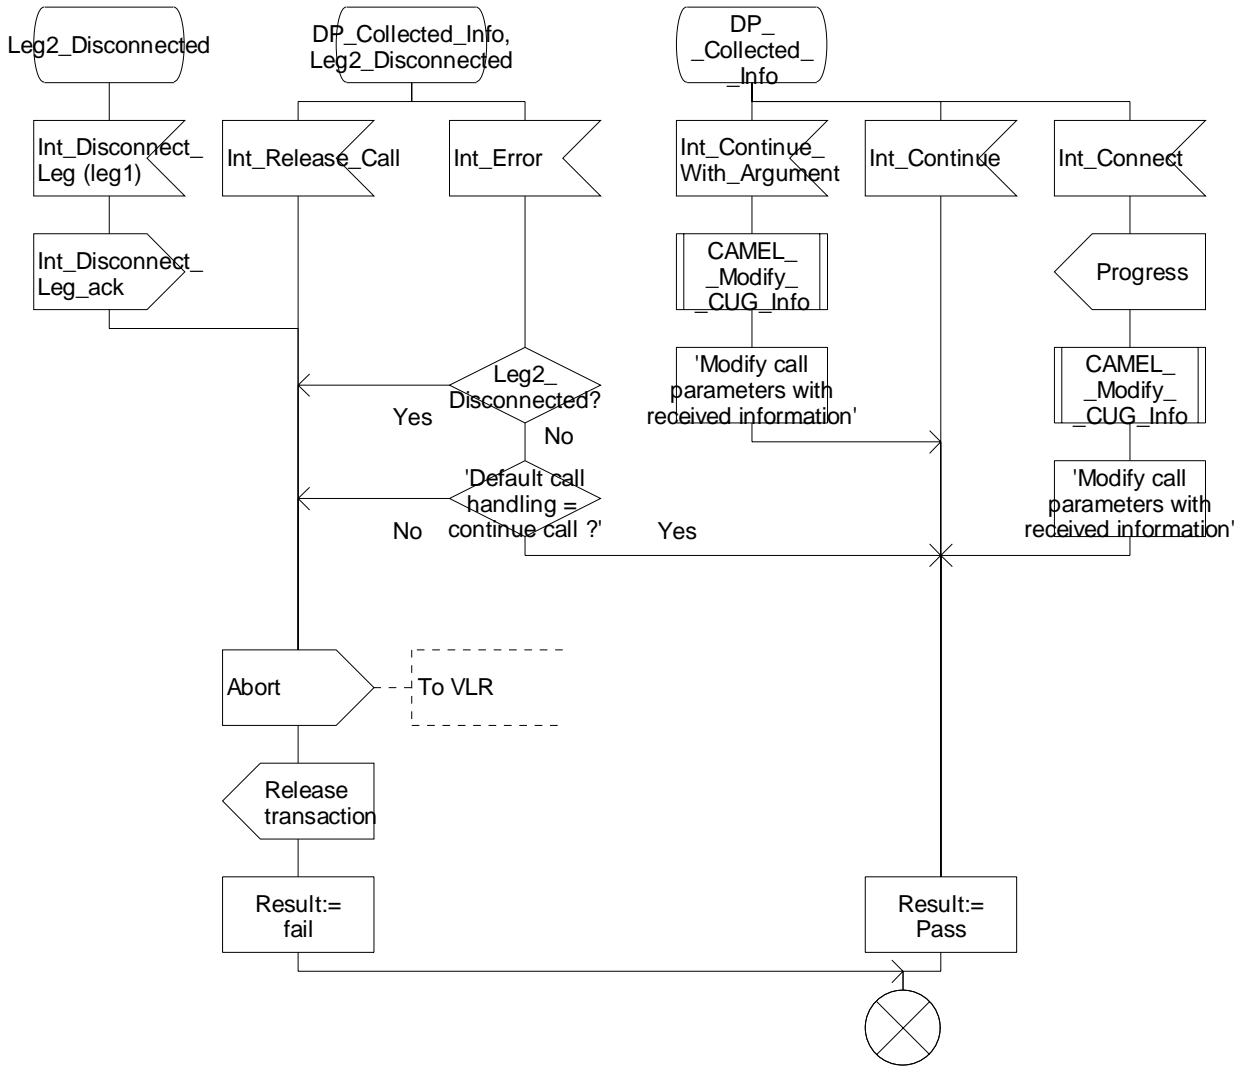 Leg2_Disconnected
DP_Collected_Info,
Leg2_Disconnected
DP_
_Collected_
_Info
Int_Disconnect_
Leg (leg1)
Int_Release_Call
Int_Error
Int_Continue_
With_Argument
Int_Continue
Int_Connect
Int_Disconnect_
Leg_ack
CAMEL_
_Modify_
_CUG_Info
Progress
Leg2_
Disconnected?
Yes
No
'Modify call
parameters with
received information'
CAMEL_
_Modify_
_CUG_Info
'Default call
handling =
continue call ?'
No
Yes
'Modify call
parameters with
received information'
Abort
To VLR
Release
transaction
Result:=
fail
Result:=
Pass